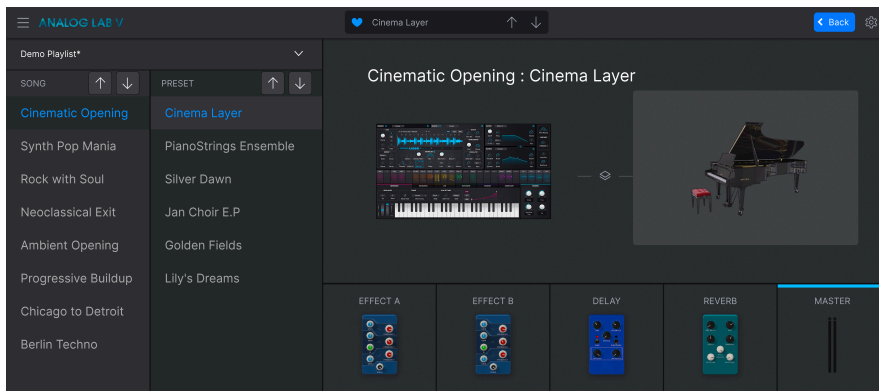 ANALOG LAB V
Cinema Layer
Back
Demo Playlist*
SONG
PRESET
Cinematic Opening
Synth Pop Mania
Rock with Soul
Neoclassical Exit
Ambient Opening
Progressive Buildup
Chicago to Detroit
Berlin Techno
Cinema Layer
PianoStrings Ensemble
Silver Dawn
Jan Choir E.P
Golden Fields
Lily's Dreams
Cinematic Opening : Cinema Layer
EFFECT A
EFFECT B
DELAY
REVERB
MASTER